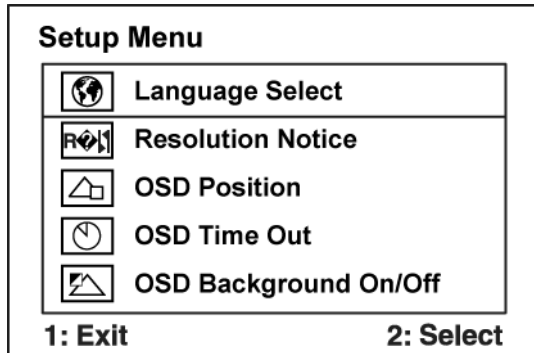 Setup Menu
Language Select
Resolution Notice
OSD Position
OSD Time Out
OSD Background On/Off
1: Exit 2: Select